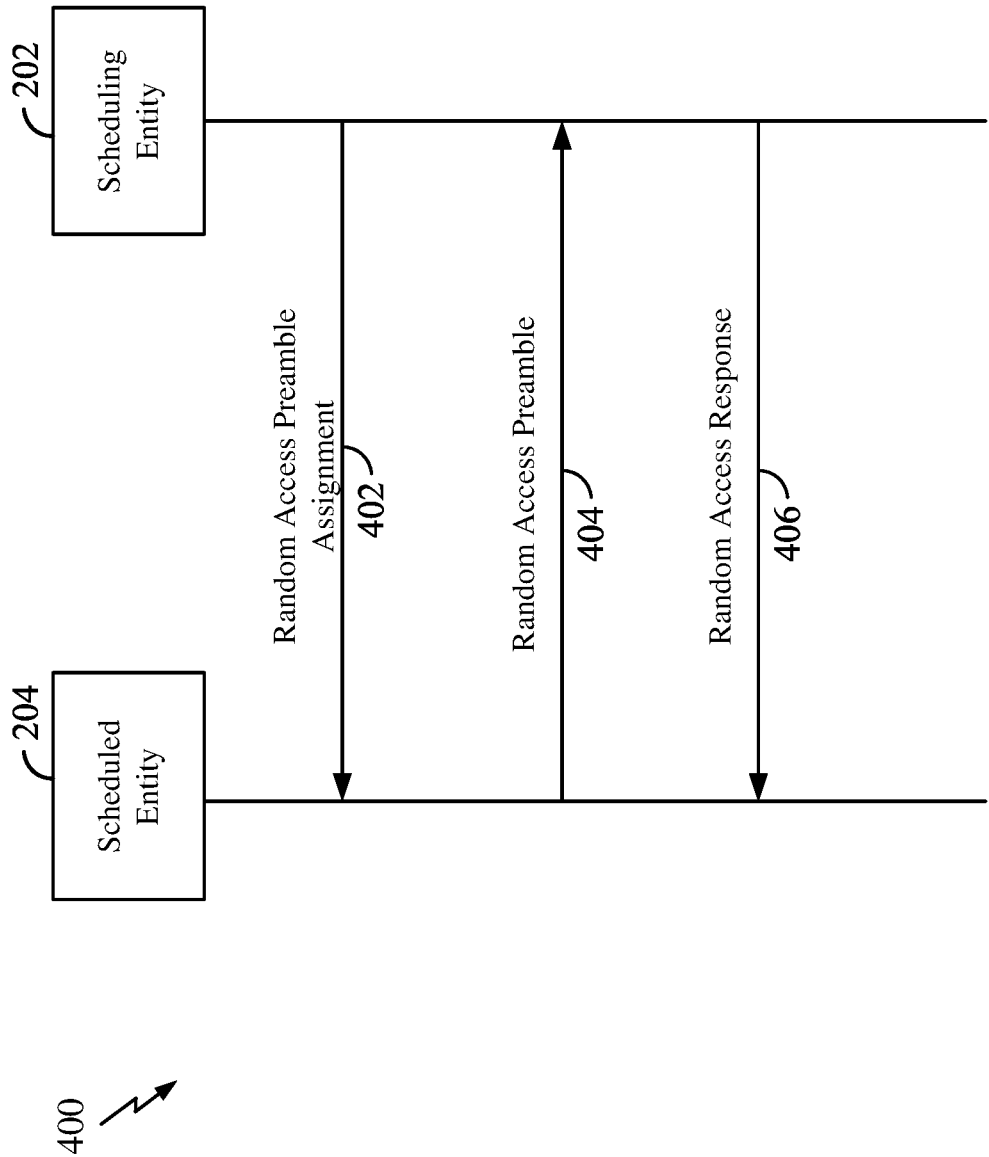 400
204
Scheduled
Entity
202
Scheduling
Entity
Random Access Preamble
Assignment
402
Random Access Preamble
404
Random Access Response
406